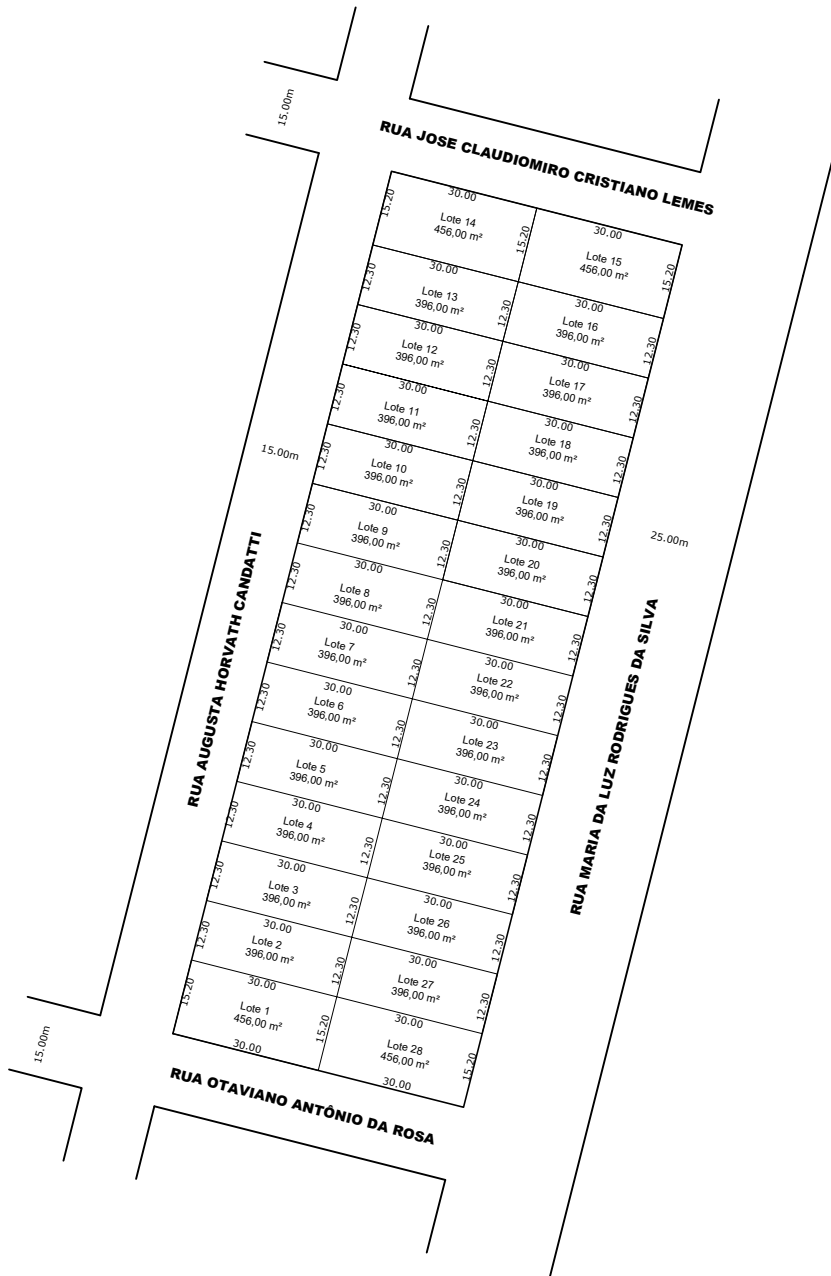 15.00m
RUA JOSE CLAUDIOMIRO CRISTIANO LEMES
30.00
15.20
Lote 14
456,00 m²
15.20
30.00
Lote 15
456,00 m²
15.20
30.00
12.30
Lote 13
396,00 m²
12.30
30.00
Lote 16
396,00 m²
12.30
30.00
12.30
Lote 12
396,00 m²
12.30
30.00
Lote 17
396,00 m²
12.30
30.00
12.30
Lote 11
396,00 m²
12.30
30.00
Lote 18
396,00 m²
12.30
15.00m
30.00
12.30
Lote 10
396,00 m²
12.30
30.00
Lote 19
396,00 m²
12.30
25.00m
30.00
12.30
Lote 9
396,00 m²
12.30
30.00
Lote 20
396,00 m²
12.30
30.00
12.30
Lote 8
396,00 m²
12.30
30.00
Lote 21
396,00 m²
12.30
RUA AUGUSTA HORVATH CANDATTI
30.00
12.30
Lote 7
396,00 m²
12.30
30.00
Lote 22
396,00 m²
12.30
RUA MARIA DA LUZ RODRIGUES DA SILVA
30.00
12.30
Lote 6
396,00 m²
12.30
30.00
Lote 23
396,00 m²
12.30
30.00
12.30
Lote 5
396,00 m²
12.30
30.00
Lote 24
396,00 m²
12.30
30.00
12.30
Lote 4
396,00 m²
12.30
30.00
Lote 25
396,00 m²
12.30
30.00
12.30
Lote 3
396,00 m²
12.30
30.00
Lote 26
396,00 m²
12.30
30.00
12.30
Lote 2
396,00 m²
12.30
30.00
Lote 27
396,00 m²
12.30
30.00
15.20
Lote 1
456,00 m²
15.20
30.00
30.00
Lote 28
456,00 m²
15.20
30.00
15.00m
RUA OTAVIANO ANTÔNIO DA ROSA